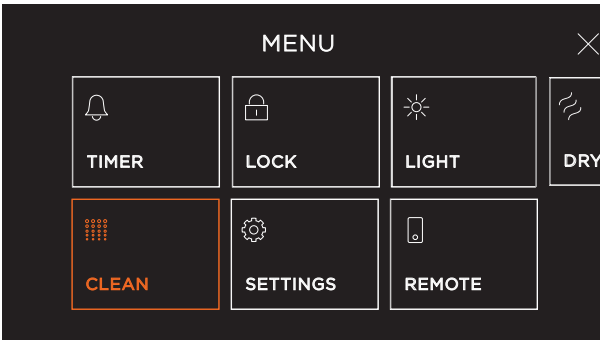 MENU
TIMER
LOCK
LIGHT
DRY
CLEAN
SETTINGS
REMOTE